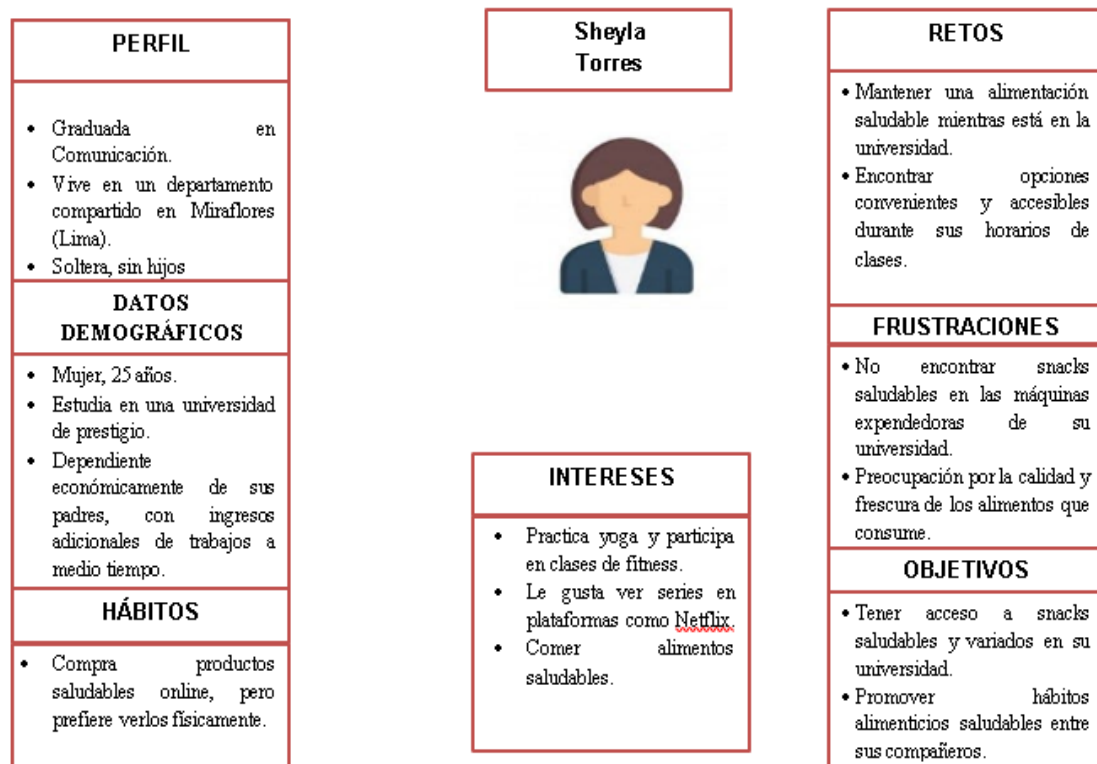 PERFIL
• Graduada en
Comunicación.
• Vive en un departamento
compartido en Miraflores
(Lima).
• Soltera, sin hijos
DATOS
DEMOGRÁFICOS
• Mujer, 25 años.
• Estudia en una universidad
de prestigio.
• Dependiente
económicamente de sus
padres, con ingresos
adicionales de trabajos a
medio tiempo.
HÁBITOS
• Compra productos
saludables online, pero
prefiere verlos físicamente.
Sheyla
Torres
INTERESES
• Practica yoga y participa
en clases de fitness.
• Le gusta ver series en
plataformas como Netflix.
• Comer alimentos
saludables.
RETOS
• Mantener una alimentación
saludable mientras está en la
universidad.
• Encontrar opciones
convenientes y accesibles
durante sus horarios de
clases.
FRUSTRACIONES
• No encontrar snacks
saludables en las máquinas
expendedoras de su
universidad.
• Preocupación por la calidad y
frescura de los alimentos que
consume.
OBJETIVOS
• Tener acceso a snacks
saludables y variados en su
universidad.
• Promover hábitos
alimenticios saludables entre
sus compañeros.